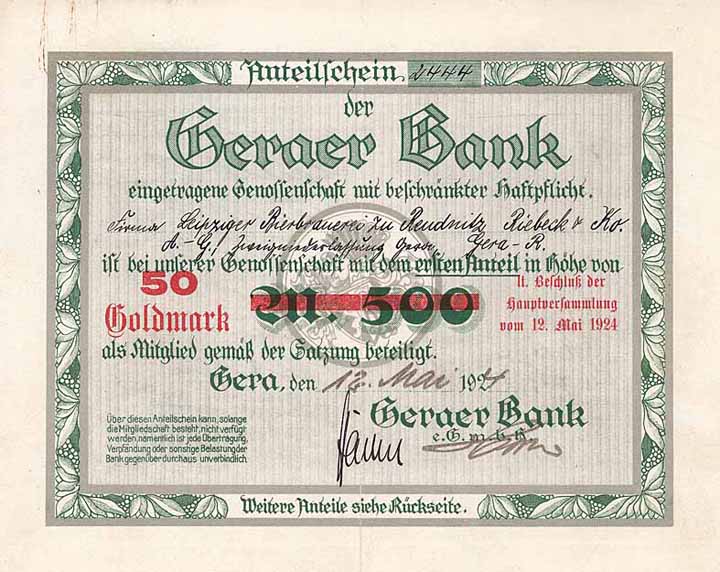 Anteilschein 2444
der
Geraer Bank
eingetragene Genossenschaft mit beschränkter Haftpflicht.
Firma Leipziger Bierbrauerei zu Reudnitz Riebeck & Ko.
A.-G. Zweigniederlassung Gera, Gera-R.
ist bei unserer Genossenschaft mit dem ersten Anteil in Höhe von
50
Goldmark
M. 500
lt. Beschluß der
Hauptversammlung
vom 12. Mai 1924
als Mitglied gemäß der Satzung beteiligt.
Gera, den 12. Mai 1924
Über diesen Anteilschein kann, solange
die Mitgliedschaft besteht, nicht verfügt
werden, namentlich ist jede Übertragung,
Verpfändung oder sonstige Belastung der
Bank gegenüber durchaus unverbindlich.
Geraer Bank
e. G. m. b. H.
Weitere Anteile siehe Rückseite.